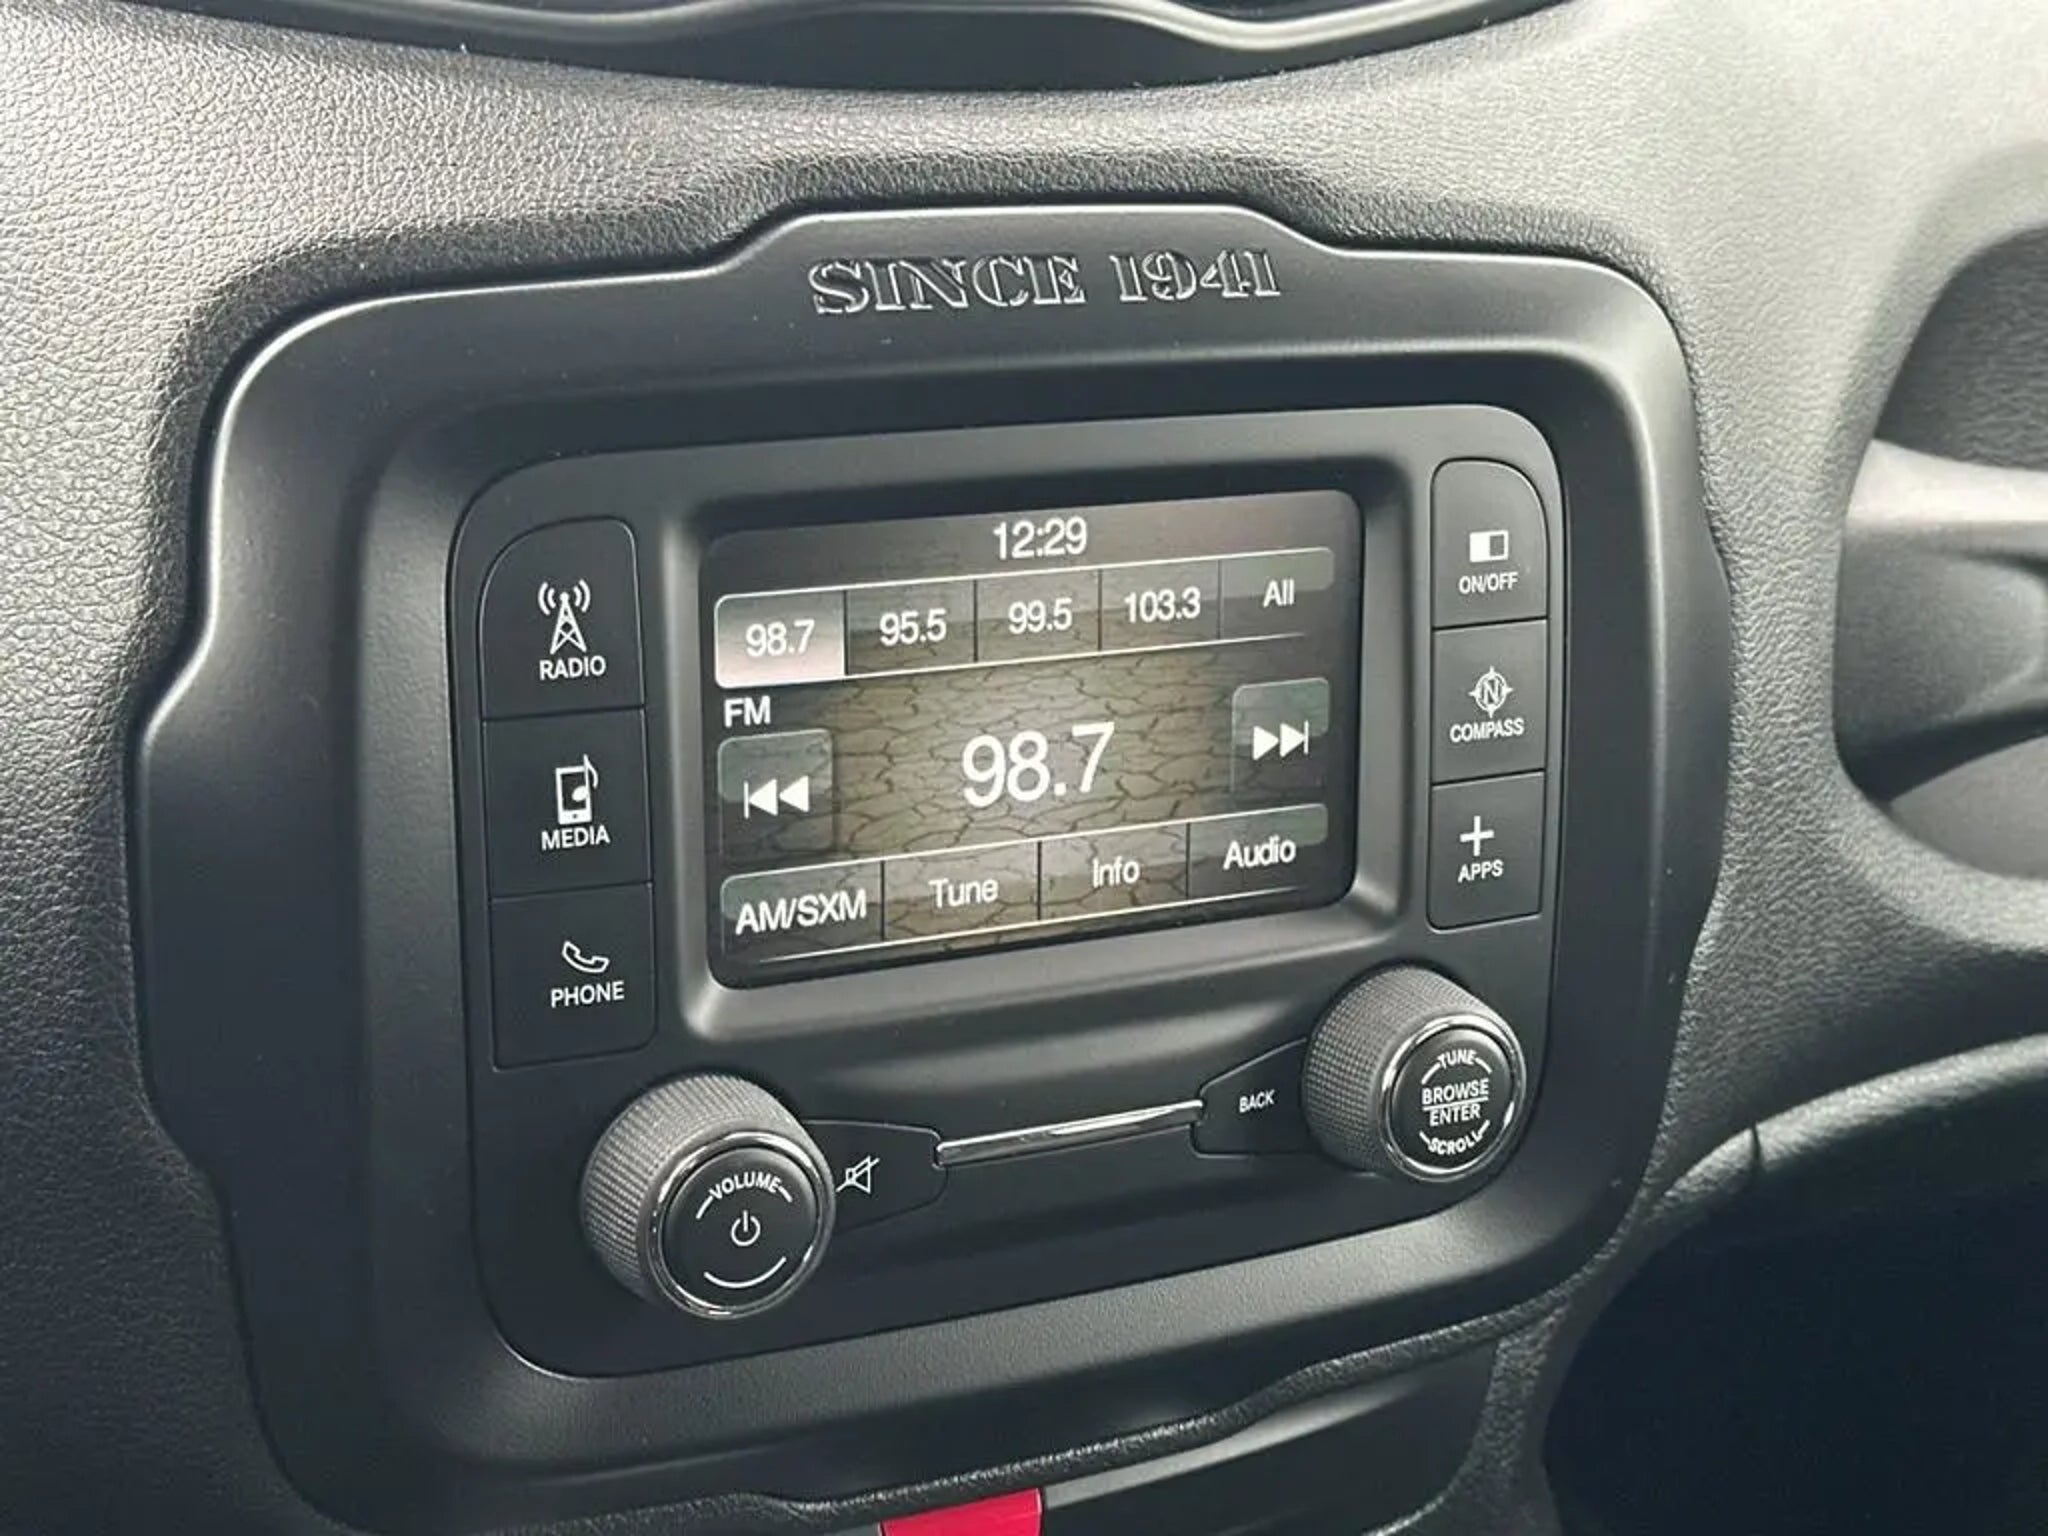 SINCE 1941
12:29
98.7 95.5 99.5 103.3 All
FM
98.7
AM/SXM Tune Info Audio
RADIO
MEDIA
PHONE
ON/OFF
N
COMPASS
APPS
VOLUME
BACK
TUNE
BROWSE
ENTER
SCROLL